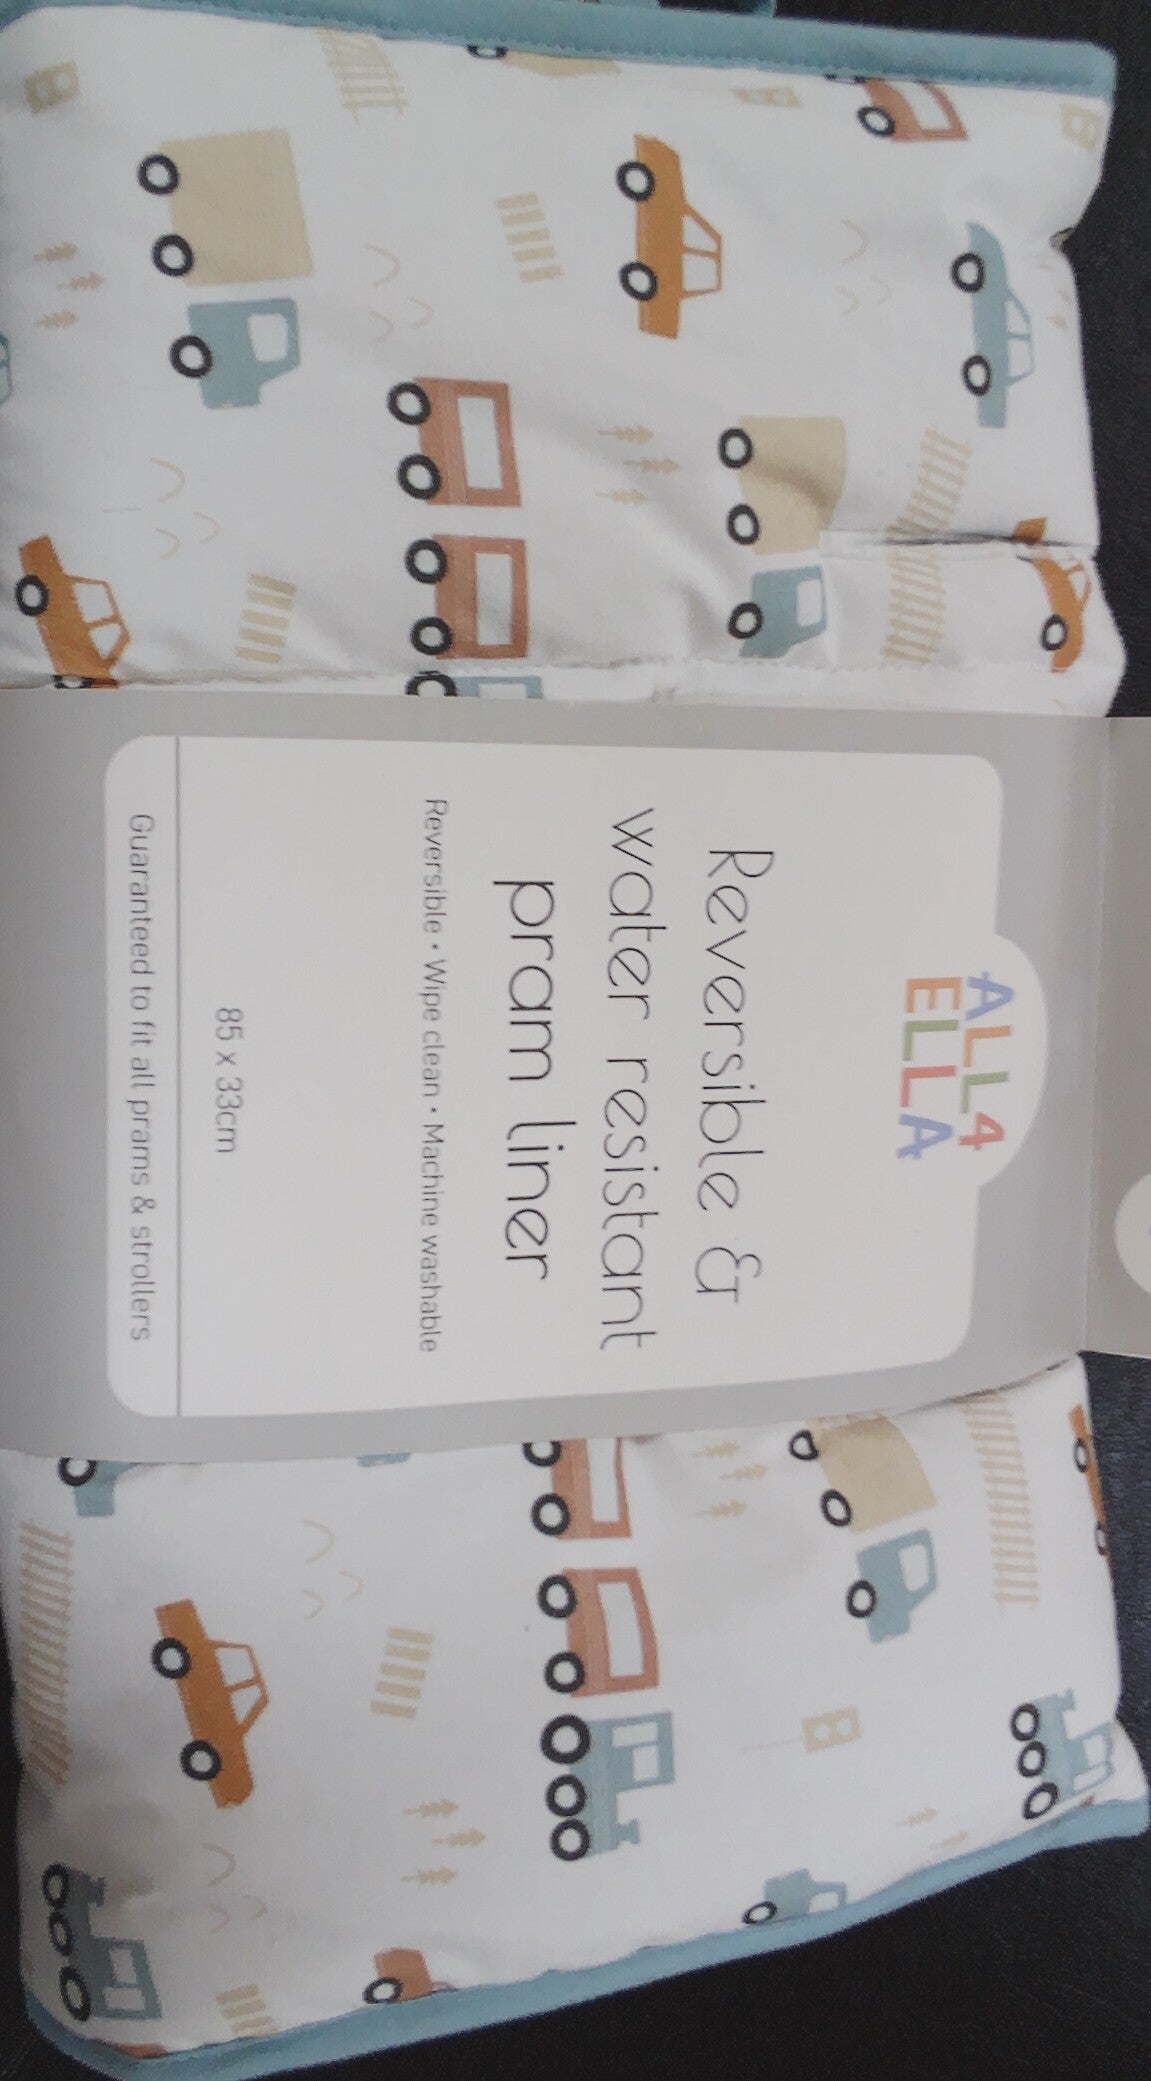 ALL4
ELLA
Reversible &
water resistant
pram liner
Reversible • Wipe clean • Machine washable
85 x 33cm
Guaranteed to fit all prams & strollers